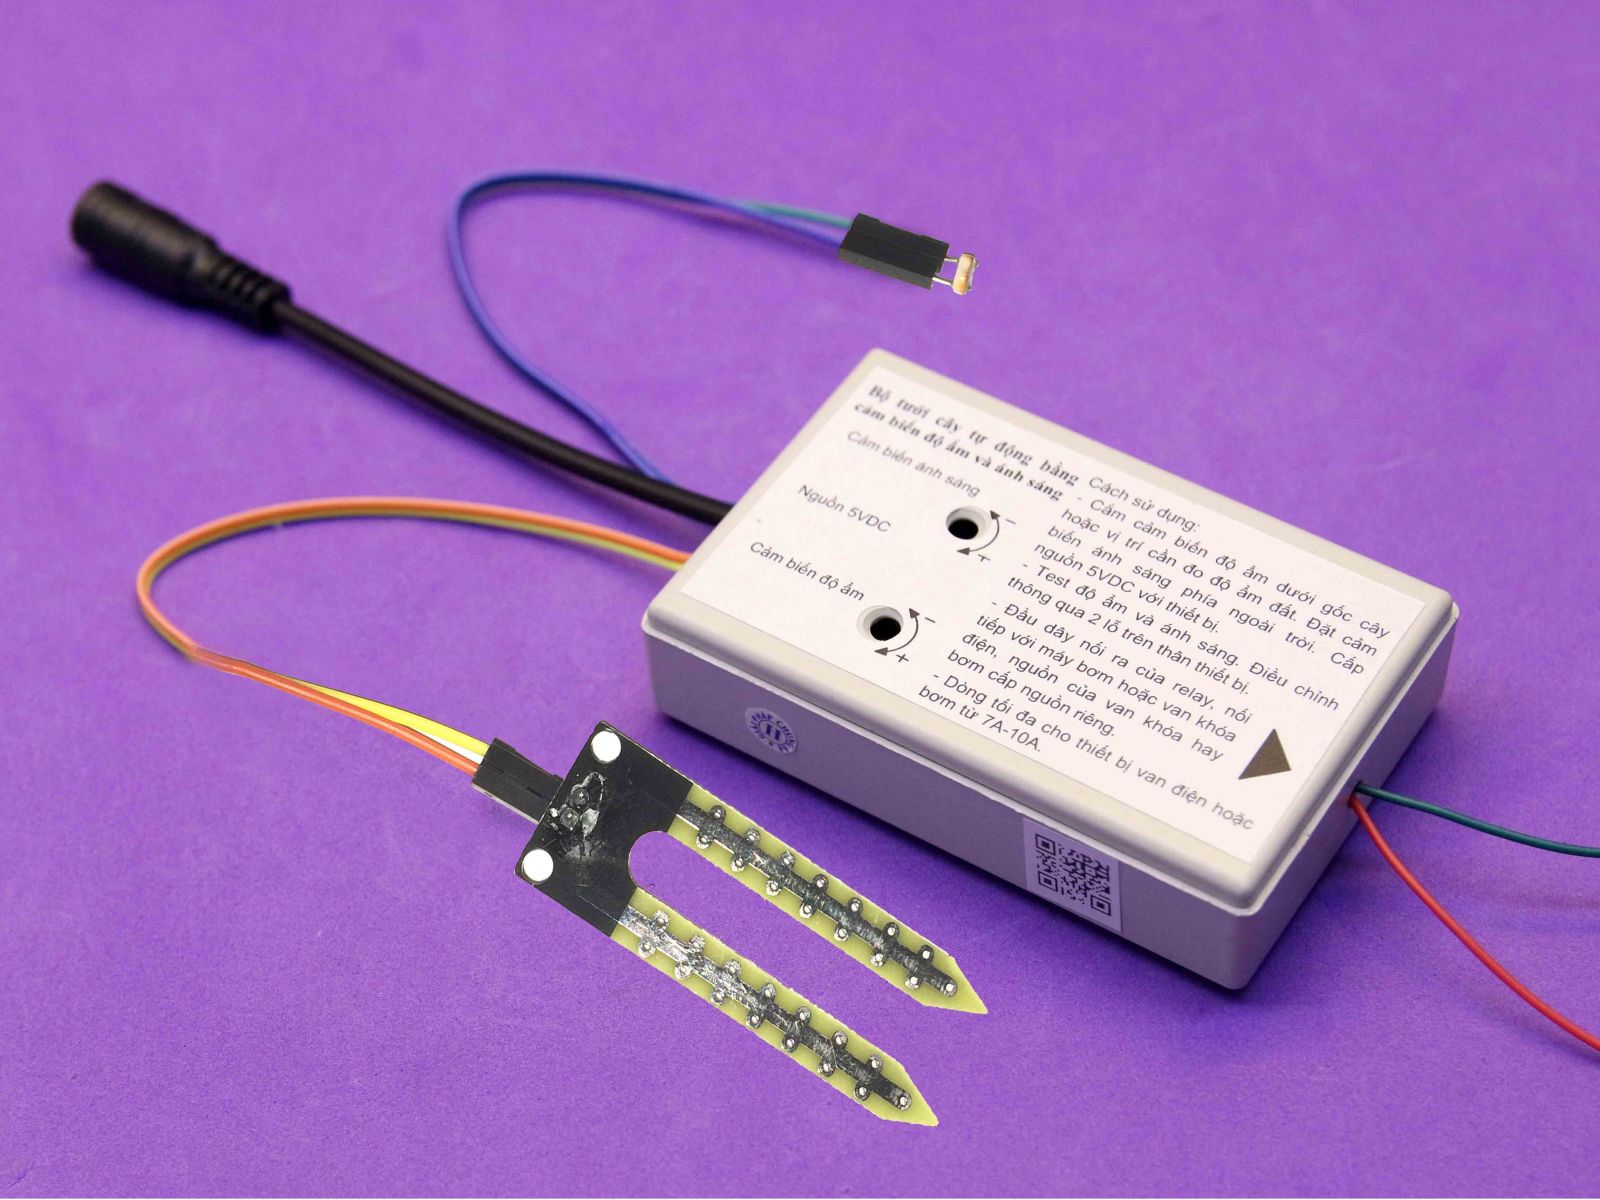 Bộ tưới cây tự động bằng
cảm biến độ ẩm và ánh sáng
Cảm biến ánh sáng
Nguồn 5VDC
Cảm biến độ ẩm
-
+
-
+
Cách sử dụng:
- Cắm cảm biến độ ẩm dưới gốc cây
hoặc vị trí cần đo độ ẩm đất. Đặt cảm
biến ánh sáng phía ngoài trời. Cấp
nguồn 5VDC với thiết bị.
- Test độ ẩm và ánh sáng. Điều chỉnh
thông qua 2 lỗ trên thân thiết bị.
- Đầu dây nối ra của relay, nối
tiếp với máy bơm hoặc van khóa
điện, nguồn của van khóa hay
bơm cấp nguồn riêng.
- Dòng tối đa cho thiết bị van điện hoặc
bơm từ 7A-10A.